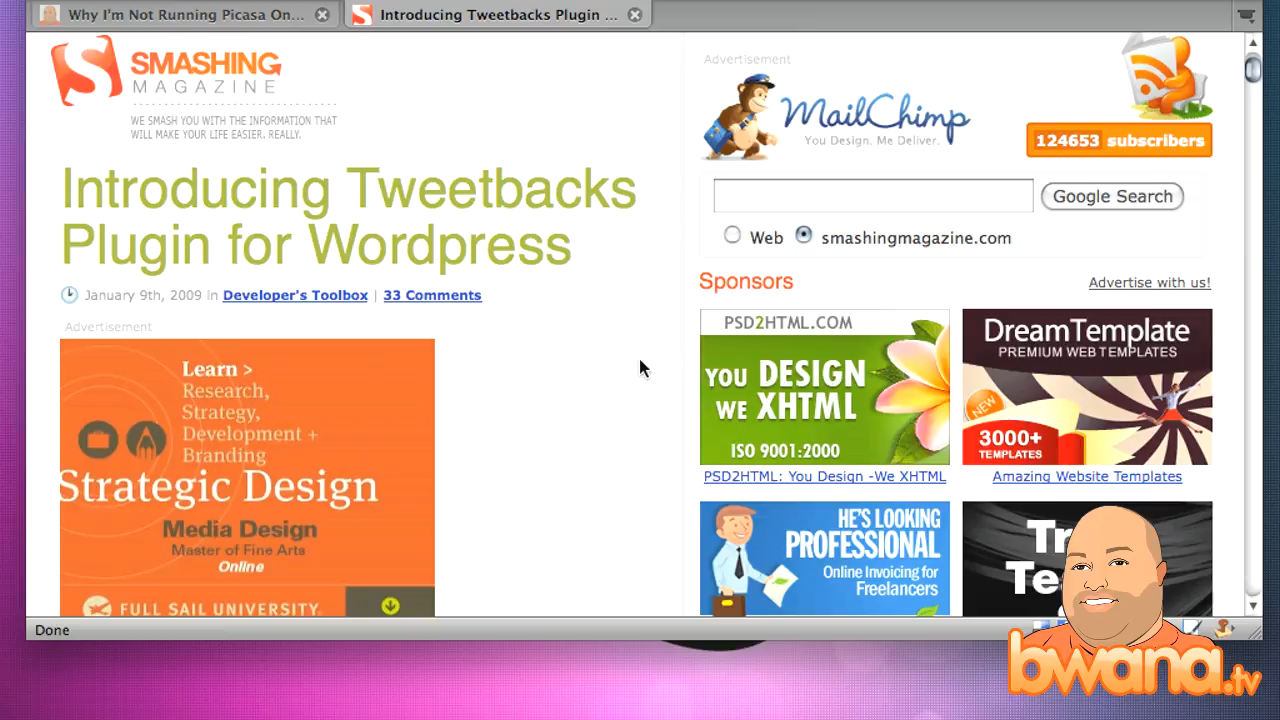 Why I'm Not Running Picasa On...
Introducing Tweetbacks Plugin ...
SMASHING
MAGAZINE
WE SMASH YOU WITH THE INFORMATION THAT
WILL MAKE YOUR LIFE EASIER. REALLY.
Introducing Tweetbacks
Plugin for Wordpress
January 9th, 2009 in Developer's Toolbox | 33 Comments
Advertisement
Learn >
Research,
Strategy,
Development +
Branding
Strategic Design
Media Design
Master of Fine Arts
Online
FULL SAIL UNIVERSITY.
Advertisement
MailChimp
You Design. Me Deliver.
124653 subscribers
Google Search
Web
smashingmagazine.com
Sponsors
Advertise with us!
PSD2HTML.COM
YOU DESIGN
WE XHTML
ISO 9001:2000
PSD2HTML: You Design -We XHTML
DreamTemplate
PREMIUM WEB TEMPLATES
NEW
3000+
TEMPLATES
Amazing Website Templates
HE'S LOOKING
PROFESSIONAL
Online Invoicing for
Freelancers
Done
bwana.tv